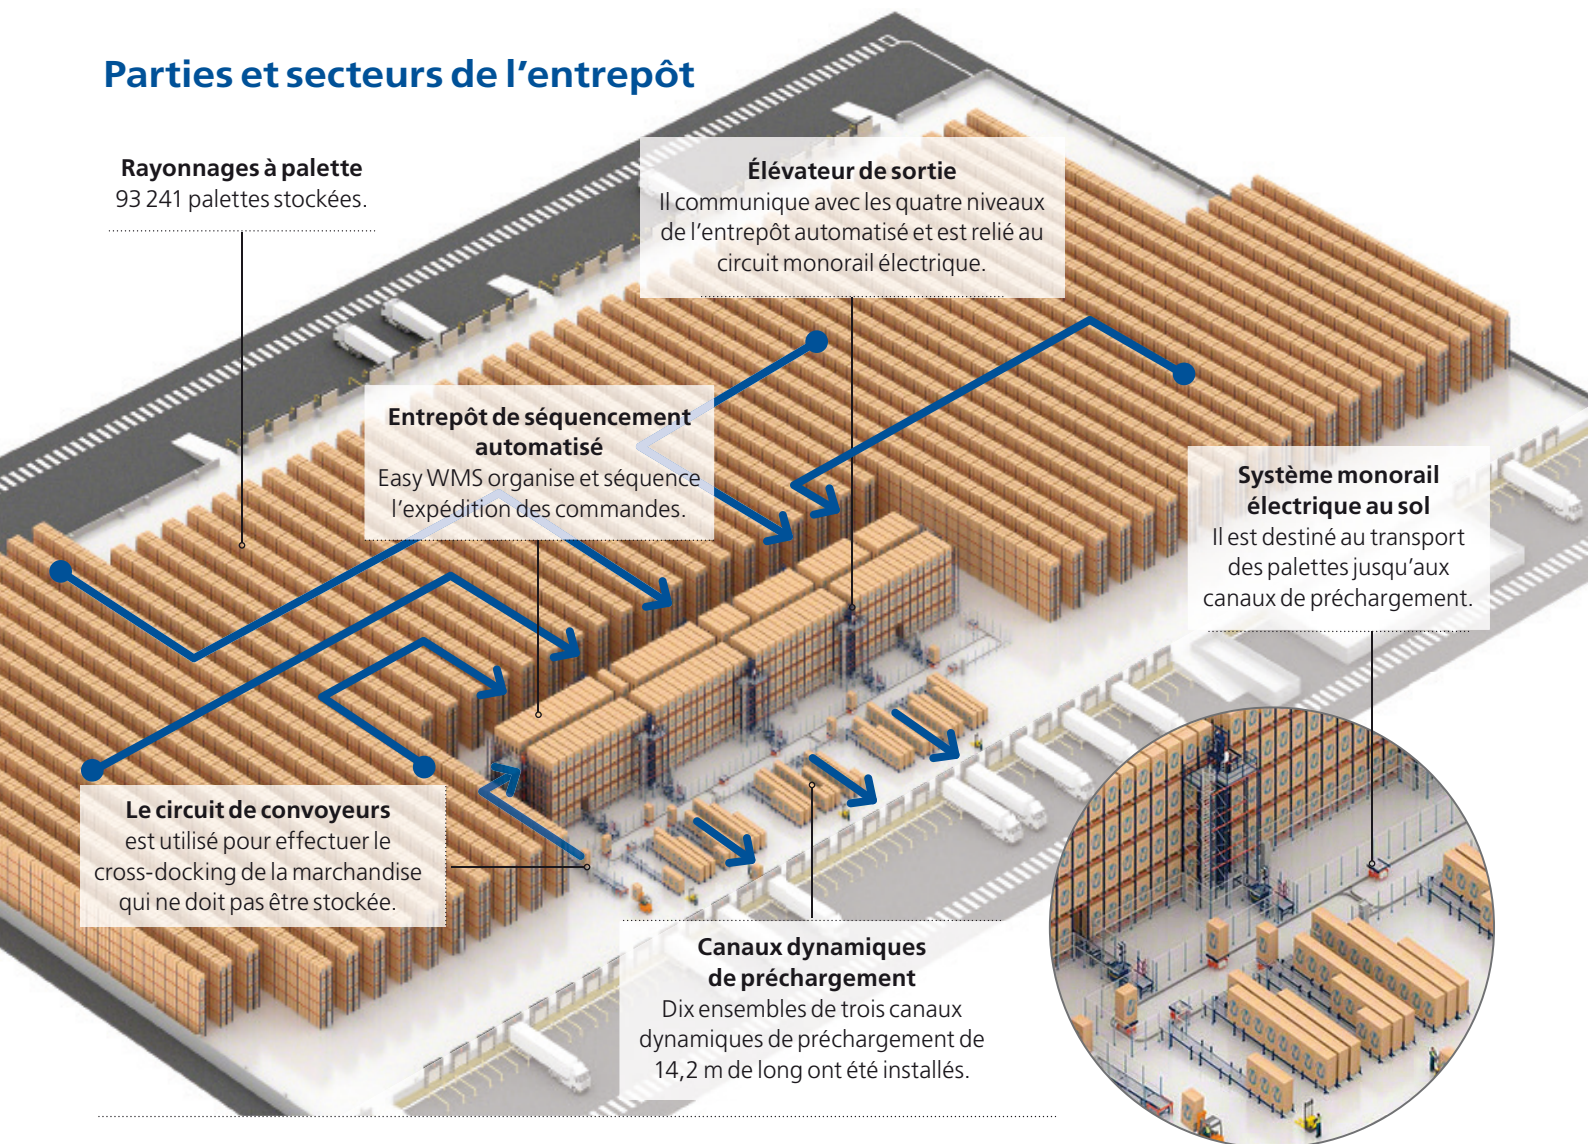 Parties et secteurs de l’entrepôt
Rayonnages à palette
93 241 palettes stockées.
Élévateur de sortie
Il communique avec les quatre niveaux
de l’entrepôt automatisé et est relié au
circuit monorail électrique.
Entrepôt de séquencement
automatisé
Easy WMS organise et séquence
l’expédition des commandes.
Système monorail
électrique au sol
Il est destiné au transport
des palettes jusqu’aux
canaux de préchargement.
Le circuit de convoyeurs
est utilisé pour effectuer le
cross-docking de la marchandise
qui ne doit pas être stockée.
Canaux dynamiques
de préchargement
Dix ensembles de trois canaux
dynamiques de préchargement de
14,2 m de long ont été installés.